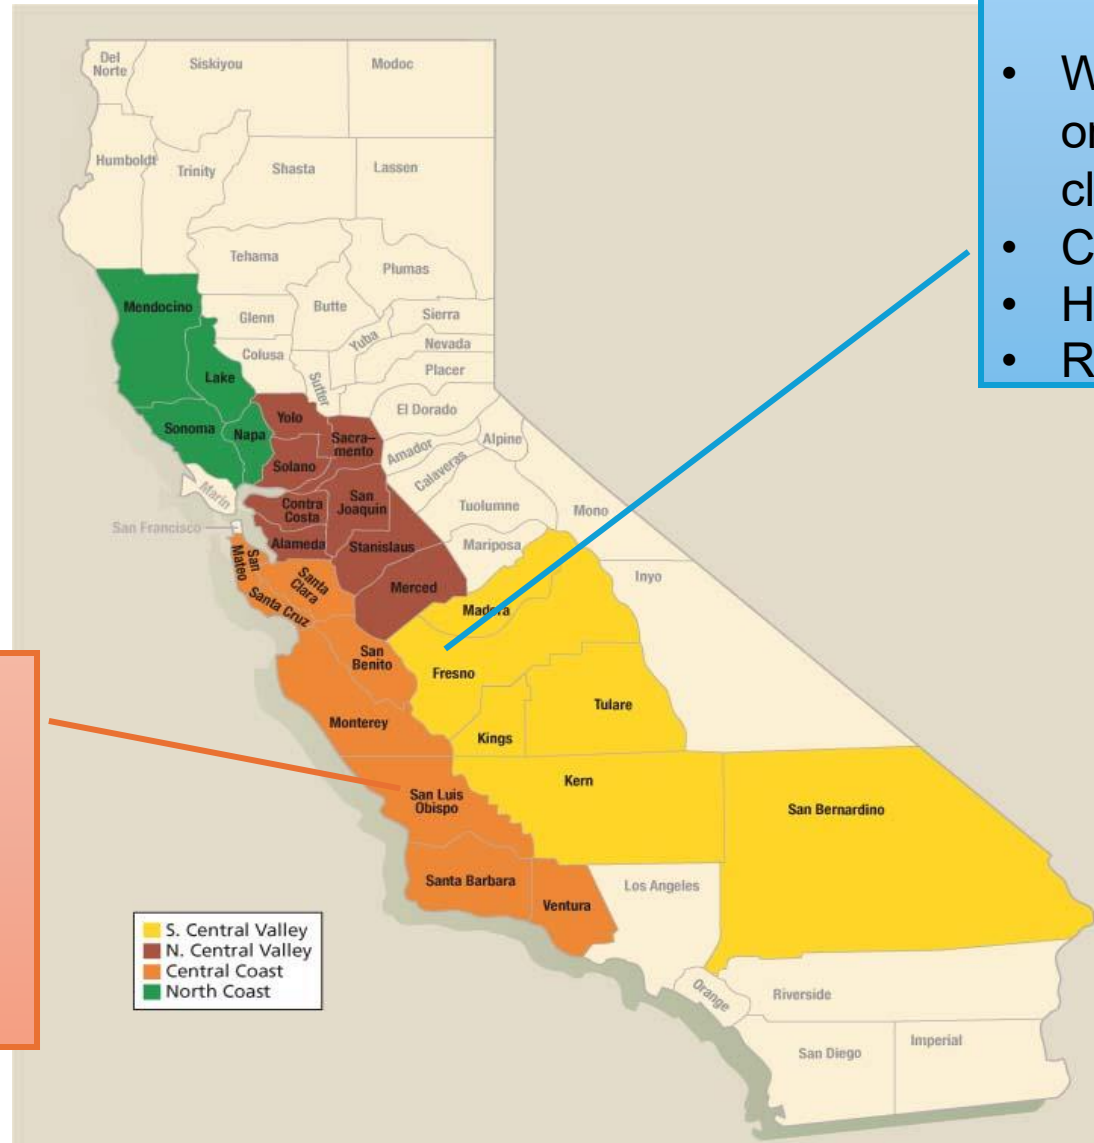 Del
Norte
Siskiyou
Modoc
Humboldt
Trinity
Shasta
Lassen
Tehama
Plumas
Mendocino
Glenn
Butte
Sierra
Yuba
Nevada
Colusa
Placer
Lake
Sutter
El Dorado
Yolo
Sonoma
Napa
Sacra–
mento
Amador
Alpine
Solano
Calaveras
Marin
Contra
Costa
San
Joaquin
Tuolumne
Mono
San Francisco
Alameda
Stanislaus
Mariposa
San
Mateo
Santa
Clara
Merced
Inyo
Santa Cruz
Madera
San
Benito
Fresno
Tulare
Monterey
Kings
Kern
San Luis
Obispo
San Bernardino
Santa Barbara
Los Angeles
Ventura
S. Central Valley
N. Central Valley
Central Coast
North Coast
Orange
Riverside
San Diego
Imperial
• W
or
cl
• C
• H
• R